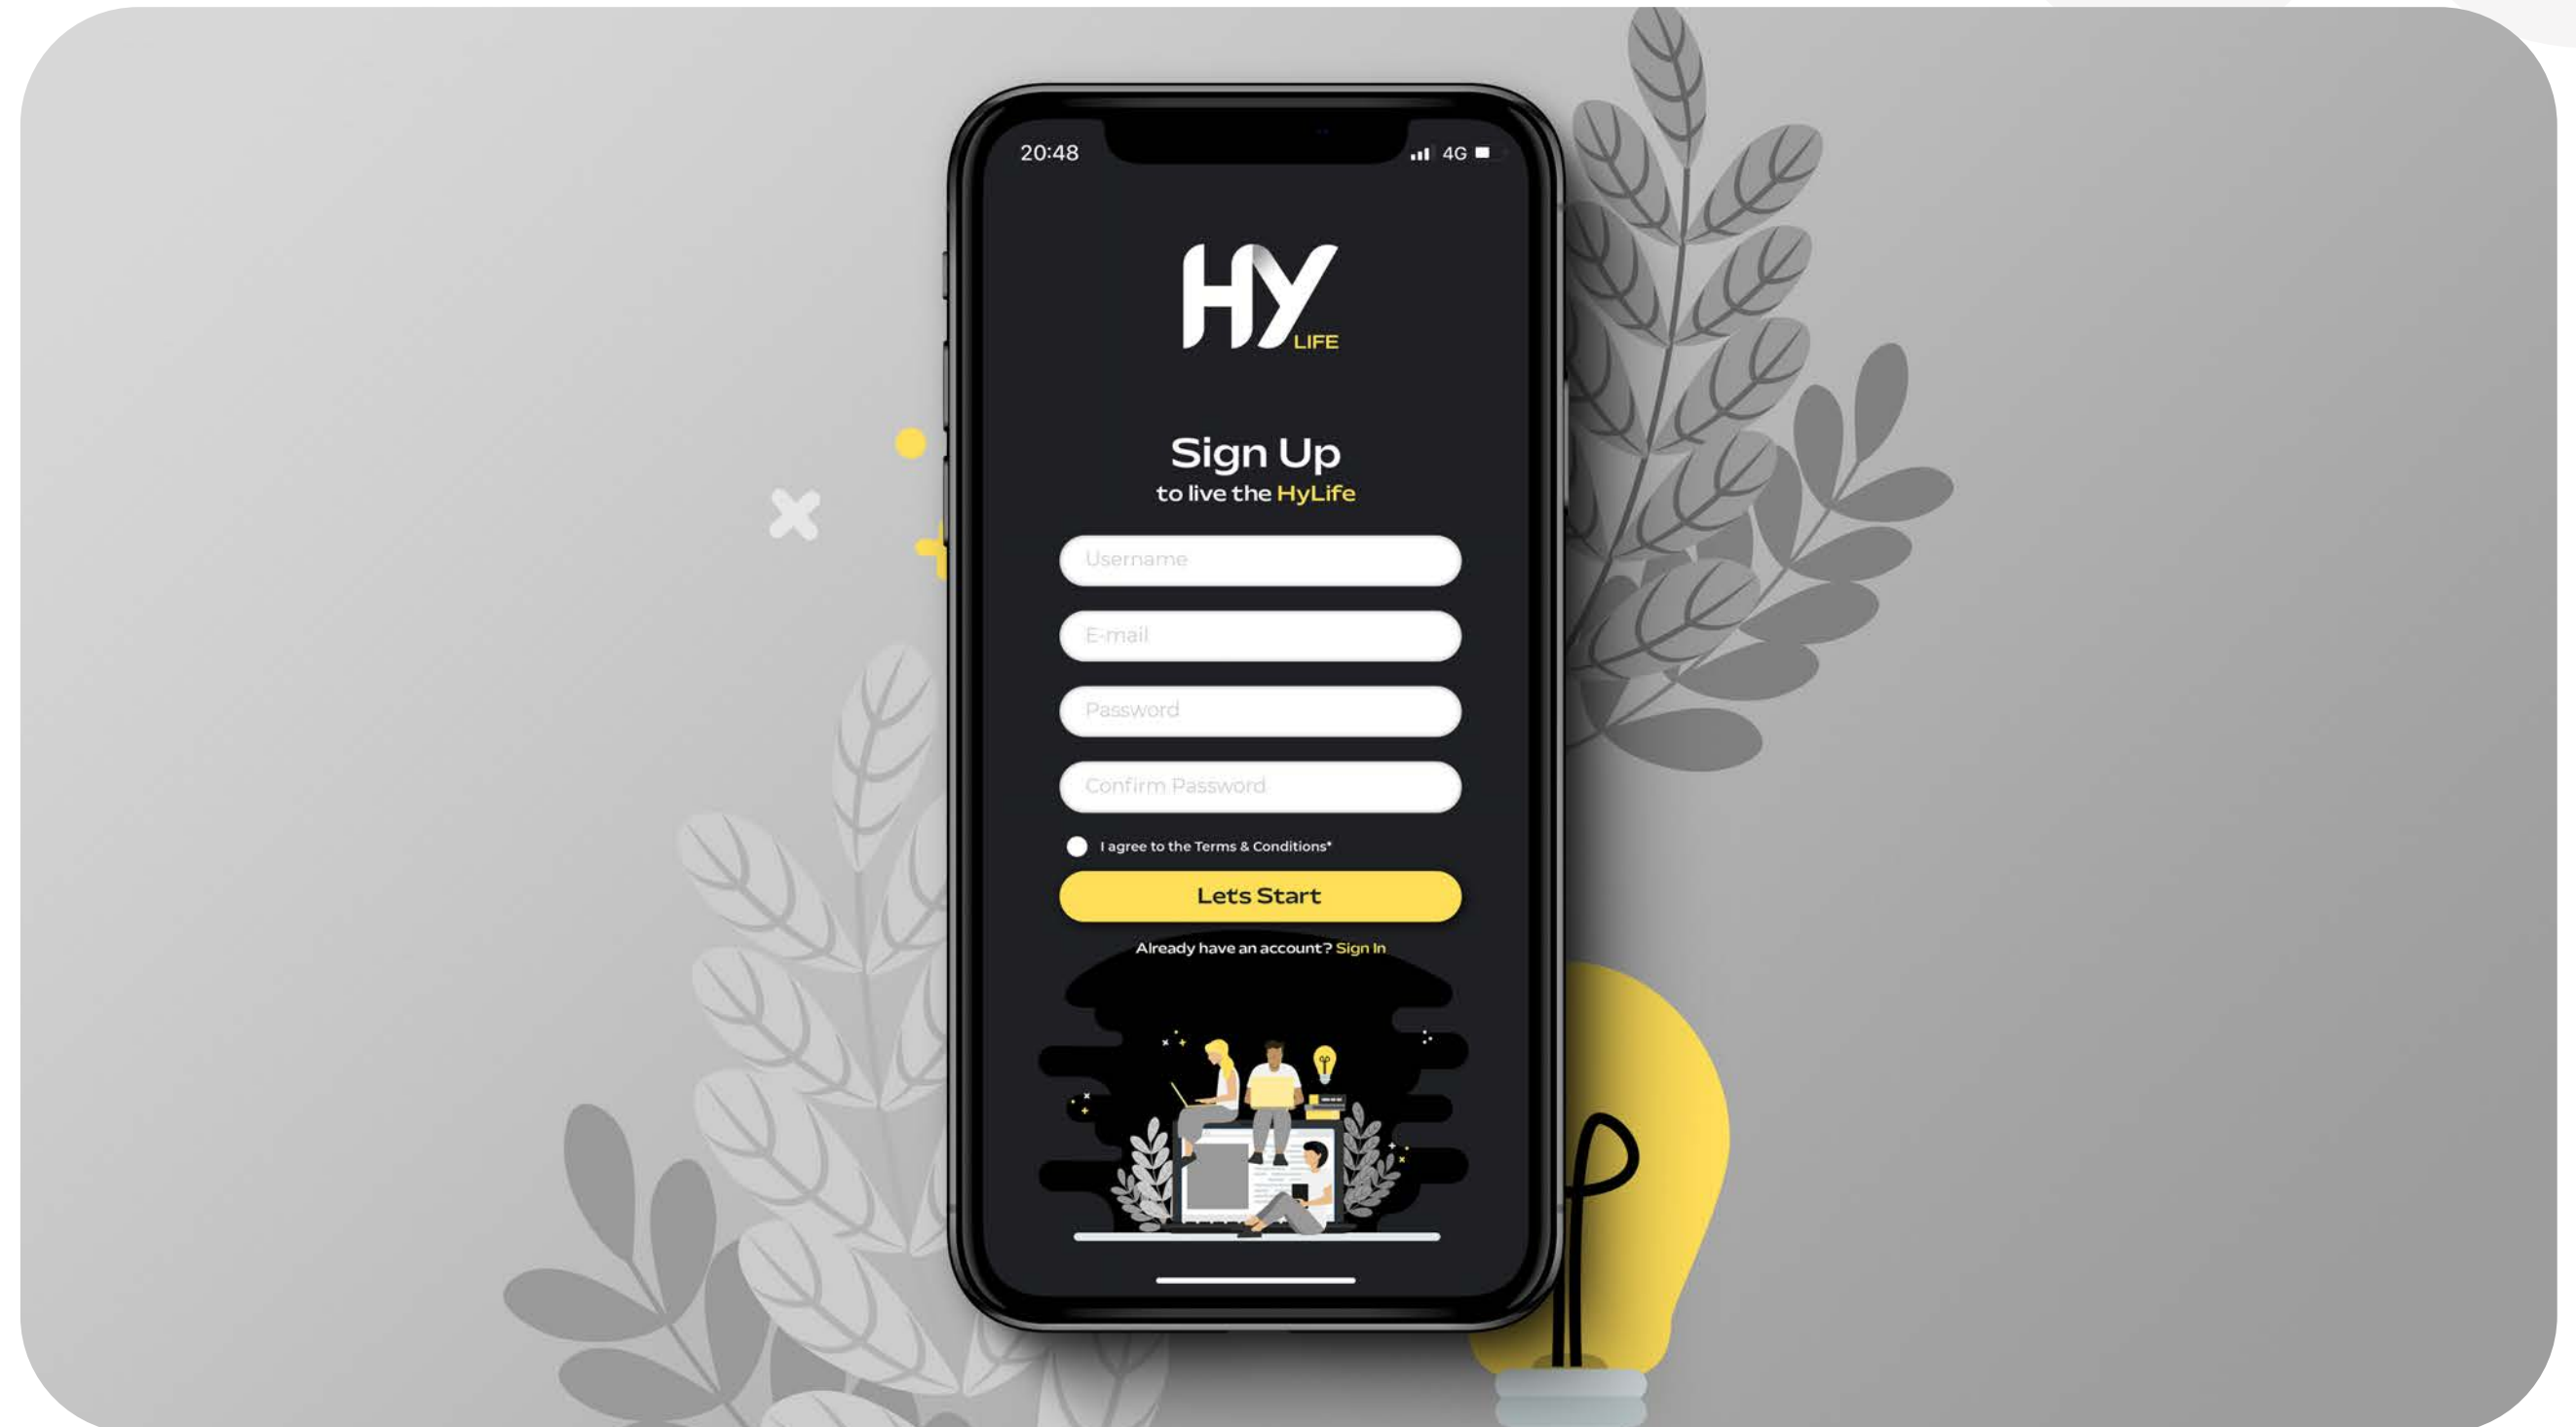 20:48
4G
HY
LIFE
Sign Up
to live the HyLife
Username
E-mail
Password
Confirm Password
I agree to the Terms & Conditions*
Let's Start
Already have an account? Sign In